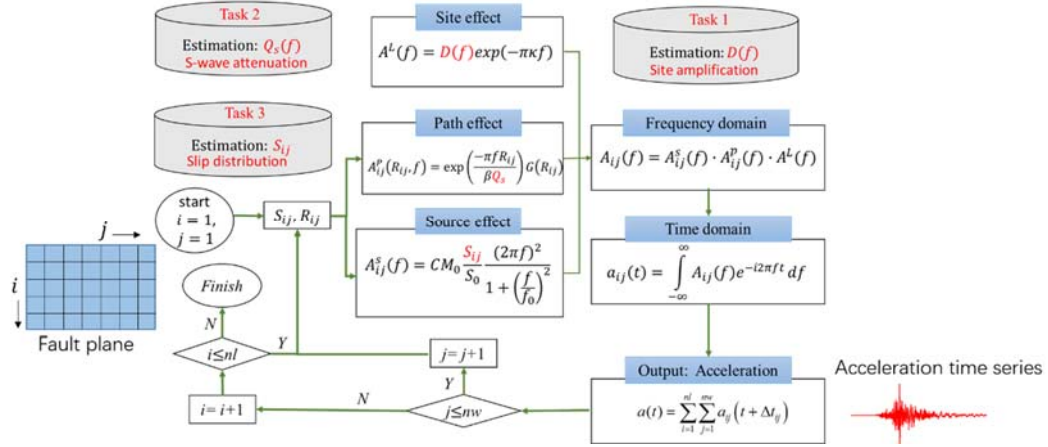 Task 2
Estimation: Q_s(f)
S-wave attenuation
Site effect
A^L(f) = D(f)exp(−πκf)
Task 1
Estimation: D(f)
Site amplification
Task 3
Estimation: S_ij
Slip distribution
Path effect
A^p_ij(R_ij, f) = exp(−πfR_ij / βQ_s) G(R_ij)
Frequency domain
A_ij(f) = A^s_ij(f) · A^p_ij(f) · A^L(f)
start
i = 1,
j = 1
S_ij, R_ij
Source effect
A^s_ij(f) = CM_0 S_ij/S_0 (2πf)^2 / 1 + (f/f_0)^2
Time domain
a_ij(t) = ∫_{−∞}^{∞} A_ij(f)e^{−i2πft} df
j
i
Fault plane
Finish
N
i≤nl
Y
i= i+1
j= j+1
Y
N
j≤nw
Output: Acceleration
a(t) = ∑_{i=1}^{nl} ∑_{j=1}^{nw} a_ij(t + Δt_ij)
Acceleration time series